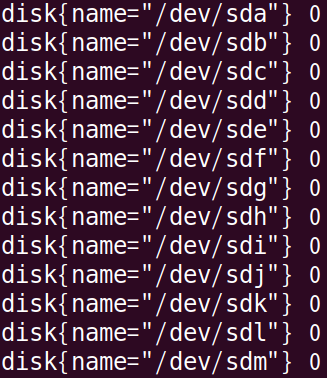 disk{name="/dev/sda"} 0
disk{name="/dev/sdb"} 0
disk{name="/dev/sdc"} 0
disk{name="/dev/sdd"} 0
disk{name="/dev/sde"} 0
disk{name="/dev/sdf"} 0
disk{name="/dev/sdg"} 0
disk{name="/dev/sdh"} 0
disk{name="/dev/sdi"} 0
disk{name="/dev/sdj"} 0
disk{name="/dev/sdk"} 0
disk{name="/dev/sdl"} 0
disk{name="/dev/sdm"} 0